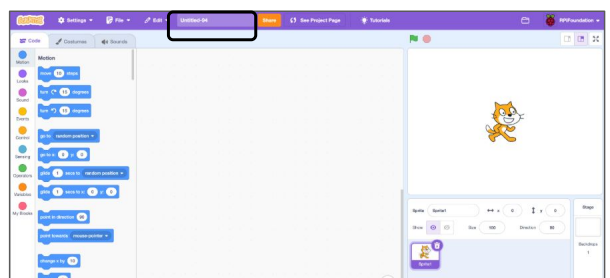 SCRATCH Settings File Edit Untitled-94 Share See Project Page Tutorials RPiFoundation
Code Costumes Sounds
Motion
Looks
Sound
Events
Control
Sensing
Operators
Variables
My Blocks
Motion
move 10 steps
turn 15 degrees
turn 15 degrees
go to random position
go to x: 0 y: 0
glide 1 secs to random position
glide 1 secs to x: 0 y: 0
point in direction 90
point towards mouse-pointer
change x by 10
Sprite Sprite1 x 0 y 0
Show Size 100 Direction 90
Sprite1
Stage
Backdrops
1